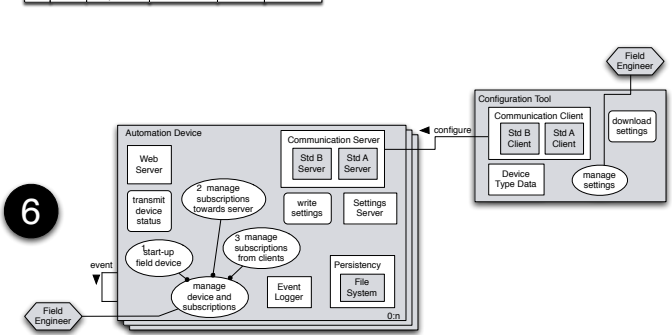 Field
Engineer
Configuration Tool
Communication Client
Std B
Client
Std A
Client
download
settings
Device
Type Data
manage
settings
configure
Automation Device
Communication Server
Std B
Server
Std A
Server
Web
Server
2 manage
subscriptions
towards server
transmit
device
status
write
settings
Settings
Server
6
3 manage
subscriptions
from clients
1
start-up
field device
event
manage
device and
subscriptions
Event
Logger
Persistency
File
System
0:n
Field
Engineer